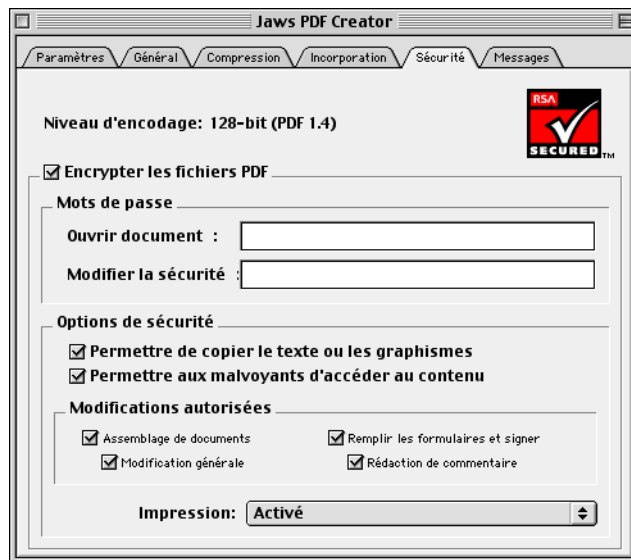 Jaws PDF Creator
Paramètres Général Compression Incorporation Sécurité Messages
Niveau d'encodage: 128-bit (PDF 1.4)
RSA
SECURED TM
Encrypter les fichiers PDF
Mots de passe
Ouvrir document :
Modifier la sécurité :
Options de sécurité
Permettre de copier le texte ou les graphismes
Permettre aux malvoyants d'accéder au contenu
Modifications autorisées
Assemblage de documents Remplir les formulaires et signer
Modification générale Rédaction de commentaire
Impression: Activé